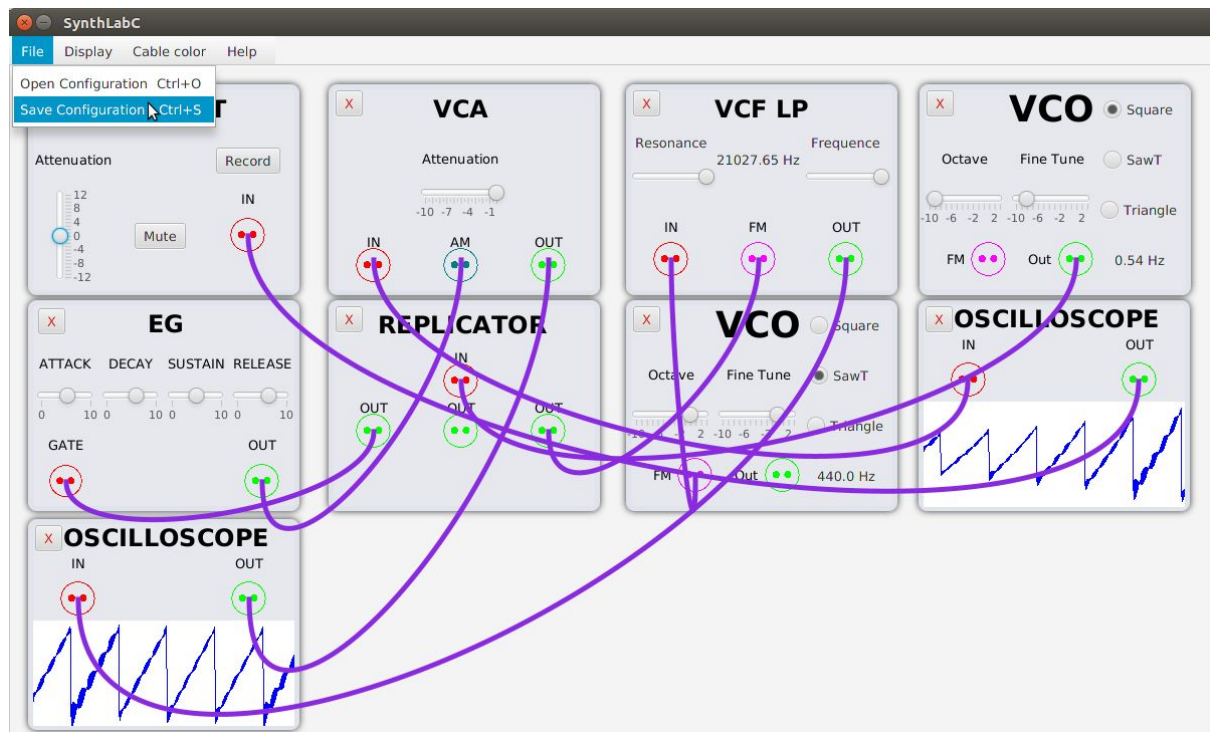 SynthLabC
File Display Cable color Help
Open Configuration Ctrl+O
Save Configuration Ctrl+S
T
Attenuation Record
IN
12
8
4
0
-4
-8
-12
Mute
X VCA
Attenuation
-10 -7 -4 -1
IN AM OUT
X VCF LP
Resonance Frequence
21027.65 Hz
IN FM OUT
X VCO Square
Octave Fine Tune SawT
-10 -6 -2 2 -10 -6 -2 2 Triangle
FM Out 0.54 Hz
X EG
ATTACK DECAY SUSTAIN RELEASE
0 10 0 10 0 10 0 10
GATE OUT
X REPLICATOR
IN
OUT OUT OUT
X VCO Square
Octave Fine Tune SawT
2 -10 -6 2 Triangle
FM Out 440.0 Hz
X OSCILLOSCOPE
IN OUT
X OSCILLOSCOPE
IN OUT